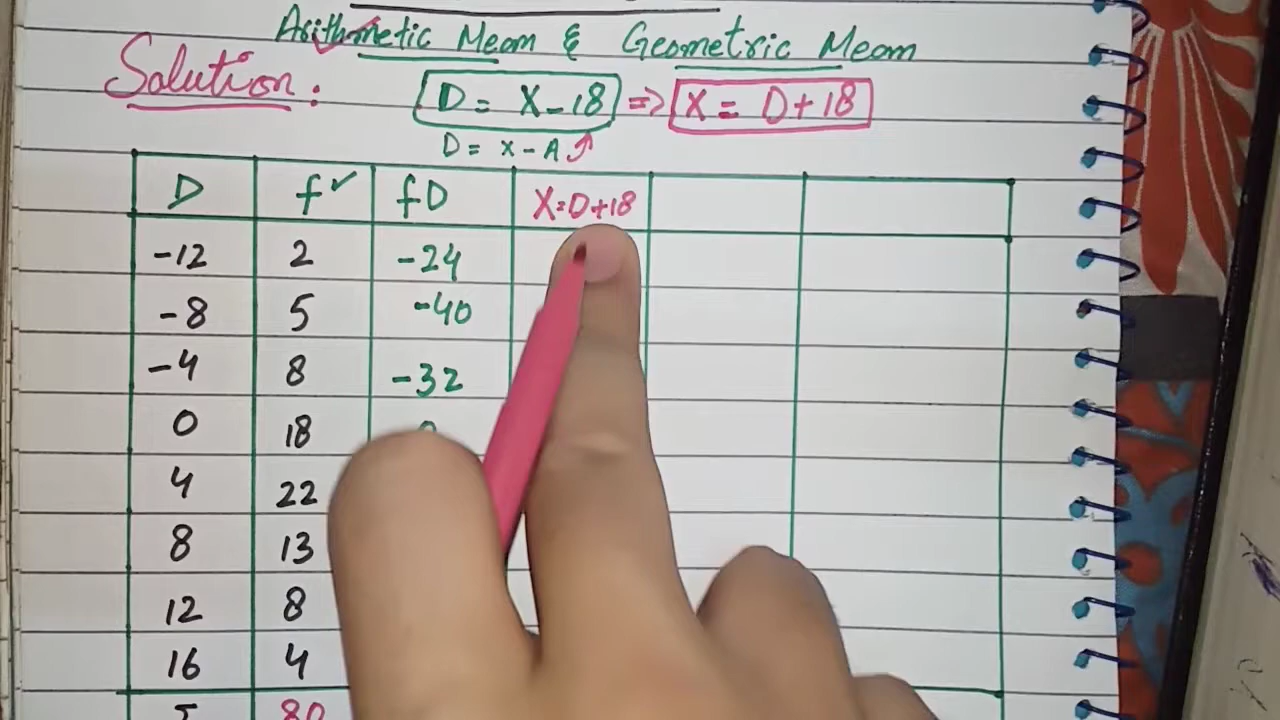 Arithmetic Mean & Geometric Mean
Solution:
D = X-18 => X = D+18
D = x-A
D f✓ fD X=D+18
-12 2 -24
-8 5 -40
-4 8 -32
0 18 0
4 22
8 13
12 8
16 4
80